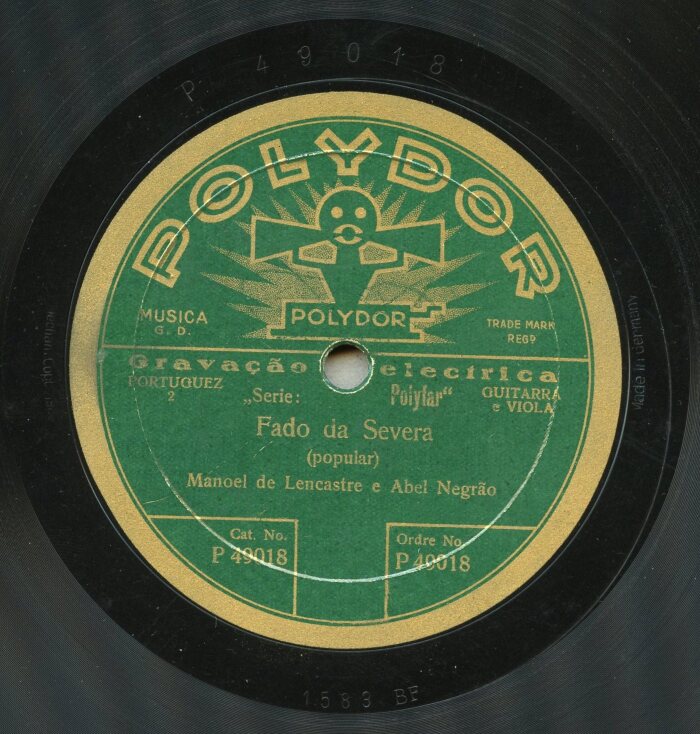 P 49018
POLYDOR
POLYDOR
MUSICA
G. D.
TRADE MARK
REGD
Gravação electrica
PORTUGUEZ
2
„Serie: Polyfar“
GUITARRA
e VIOLA
Fado da Severa
(popular)
Manoel de Lencastre e Abel Negrão
Cat. No.
P 49018
Ordre No.
P 49018
Made in Germany
1583 BF